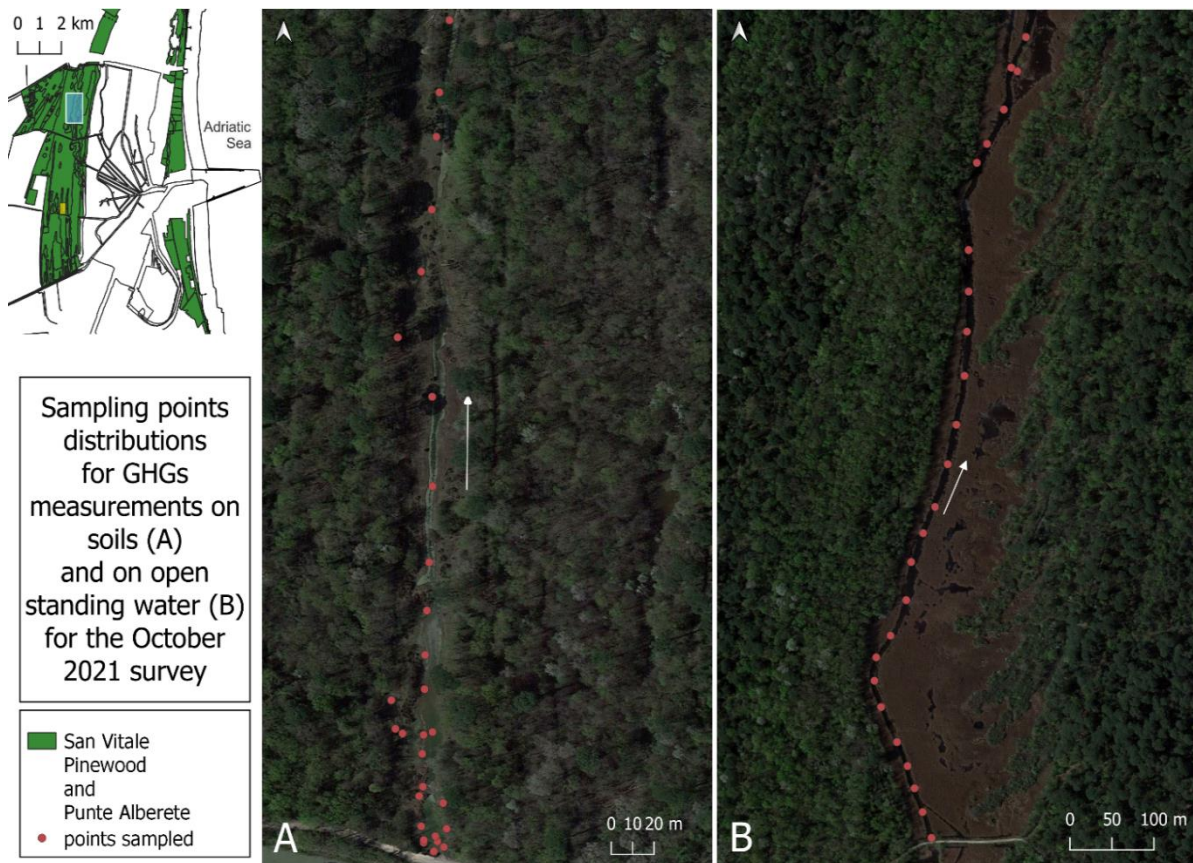 0 1 2 km
Adriatic
Sea
Sampling points
distributions
for GHGs
measurements on
soils (A)
and on open
standing water (B)
for the October
2021 survey
San Vitale
Pinewood
and
Punte Alberete
points sampled
A
0 10 20 m
B
0 50 100 m